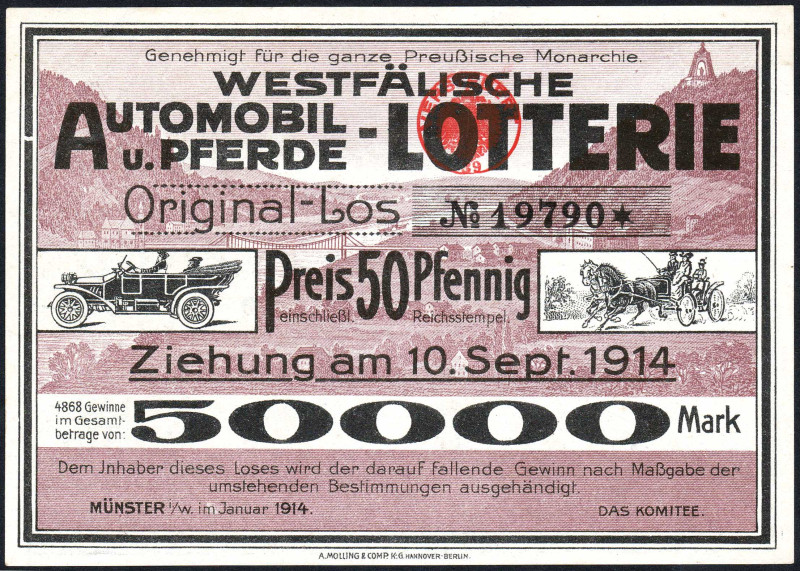 Genehmigt für die ganze Preußische Monarchie.
WESTFÄLISCHE
AUTOMOBIL
u. PFERDE - LOTTERIE
Original-Los № 19790 *
Preis 50 Pfennig
einschließl. Reichsstempel.
Ziehung am 10. Sept. 1914
4868 Gewinne
im Gesamt-
betrage von: 50000 Mark
Dem Jnhaber dieses Loses wird der darauf fallende Gewinn nach Maßgabe der
umstehenden Bestimmungen ausgehändigt.
MÜNSTER i/w. im Januar 1914. DAS KOMITEE.
A. MOLLING & COMP. K:G. HANNOVER-BERLIN.